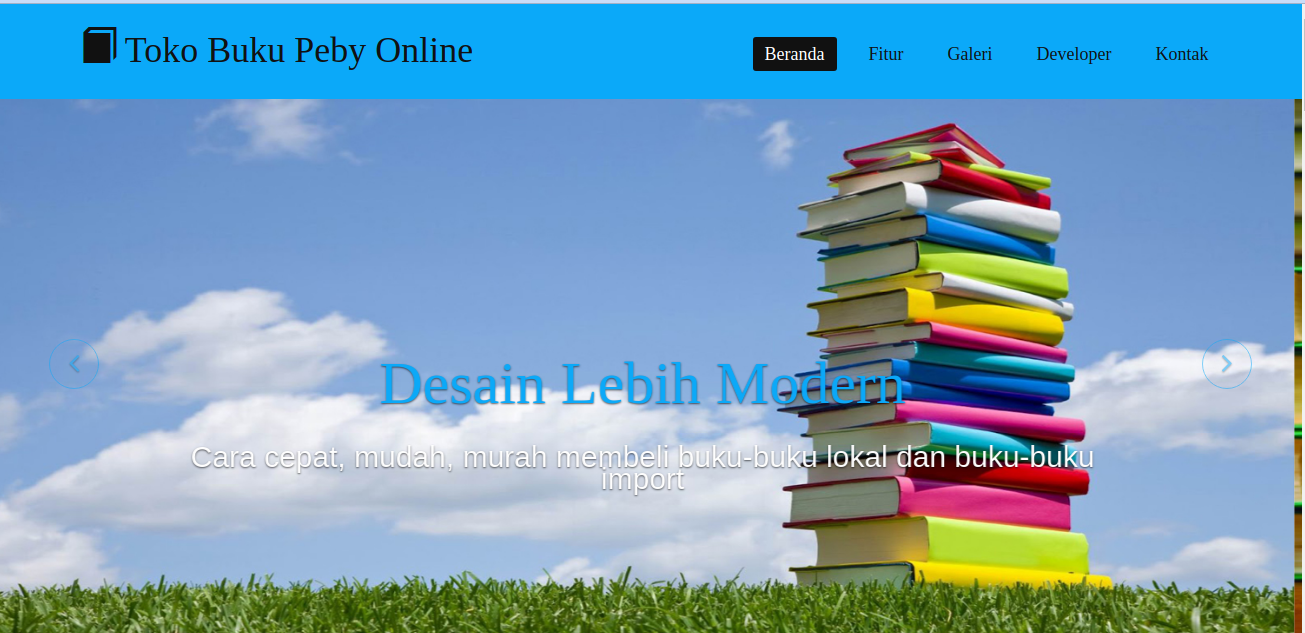 Toko Buku Peby Online
Beranda
Fitur
Galeri
Developer
Kontak
Desain Lebih Modern
Cara cepat, mudah, murah membeli buku-buku lokal dan buku-buku
import